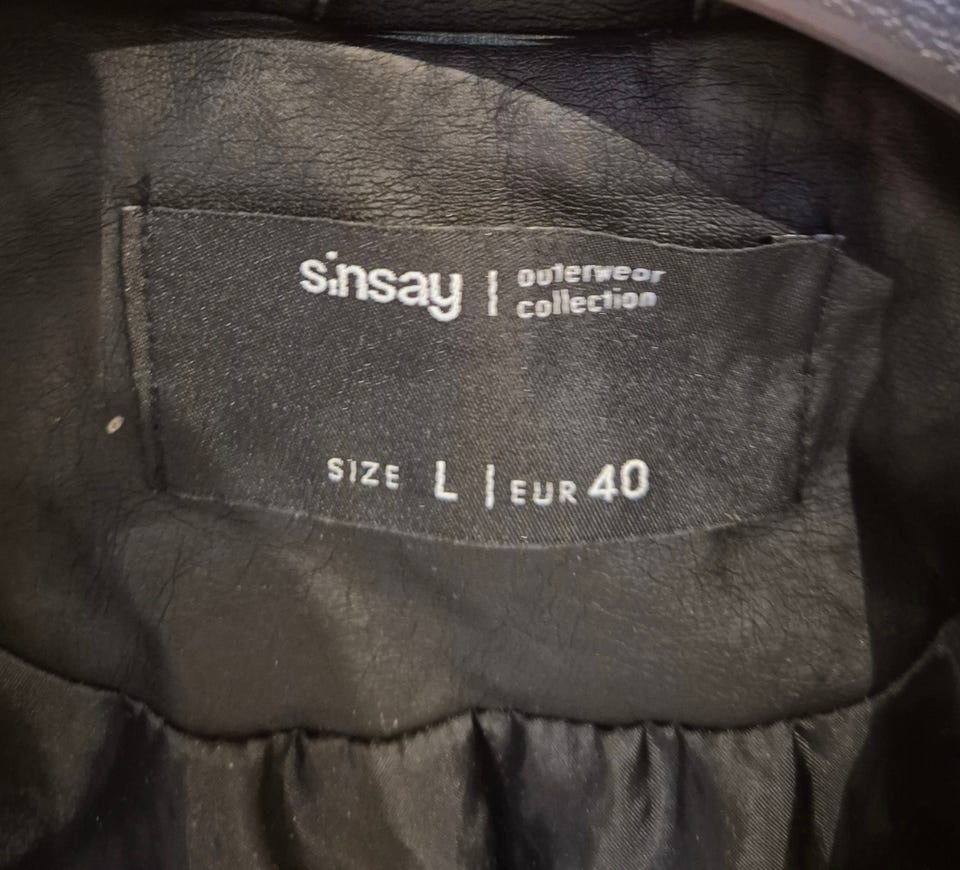 sinsay | outerwear
collection
SIZE L | EUR 40